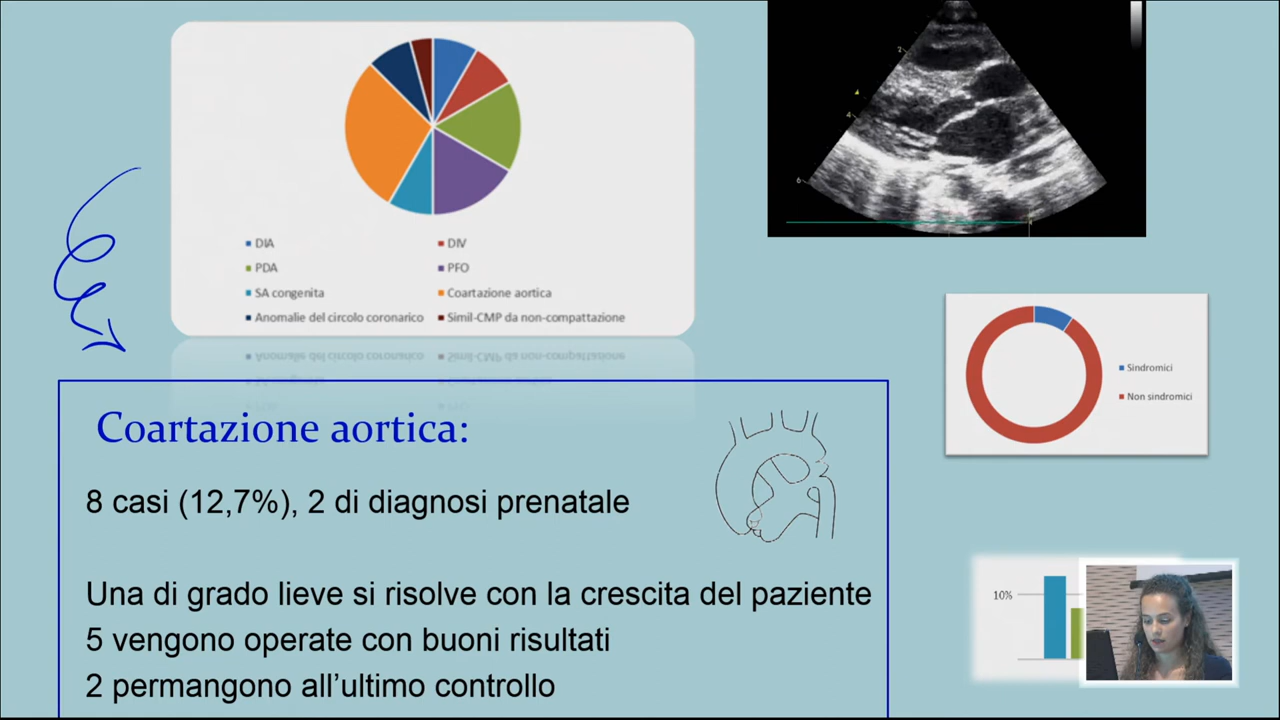 DIA
DIV
PDA
PFO
SA congenita
Coartazione aortica
Anomalie del circolo coronarico
Simil-CMP da non-compattazione
Sindromici
Non sindromici
Coartazione aortica:
8 casi (12,7%), 2 di diagnosi prenatale
Una di grado lieve si risolve con la crescita del paziente
5 vengono operate con buoni risultati
2 permangono all'ultimo controllo
10%
4
6